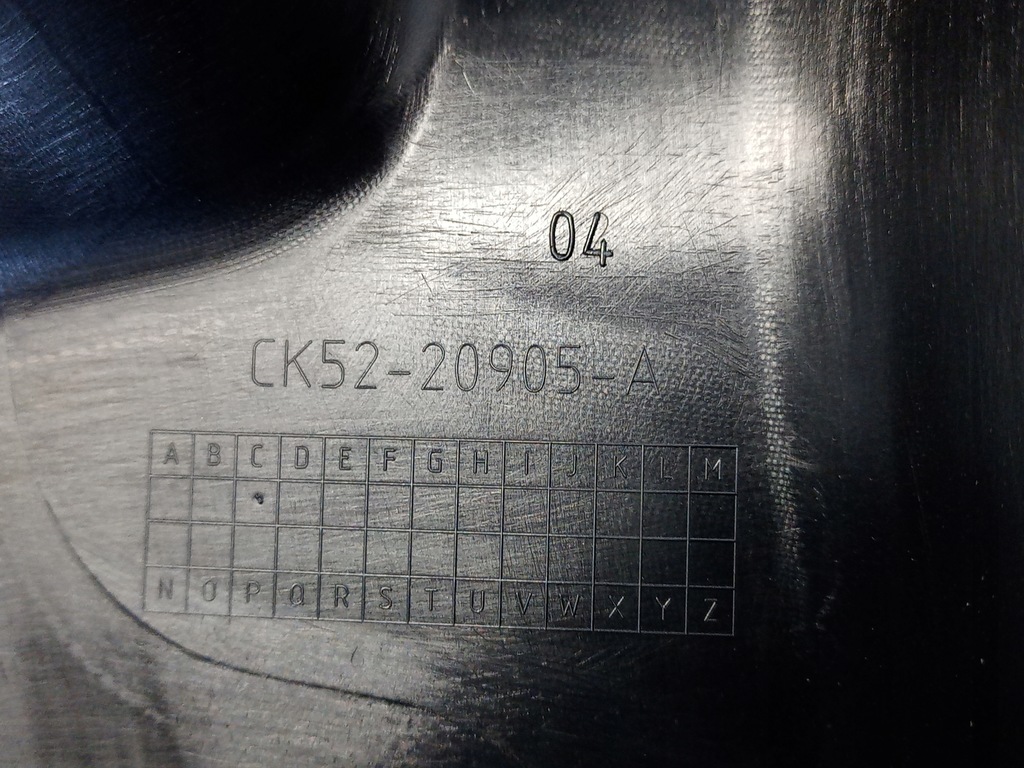 04
CK52-20905-A
A B C D E F G H I J K L M
N O P Q R S T U V W X Y Z